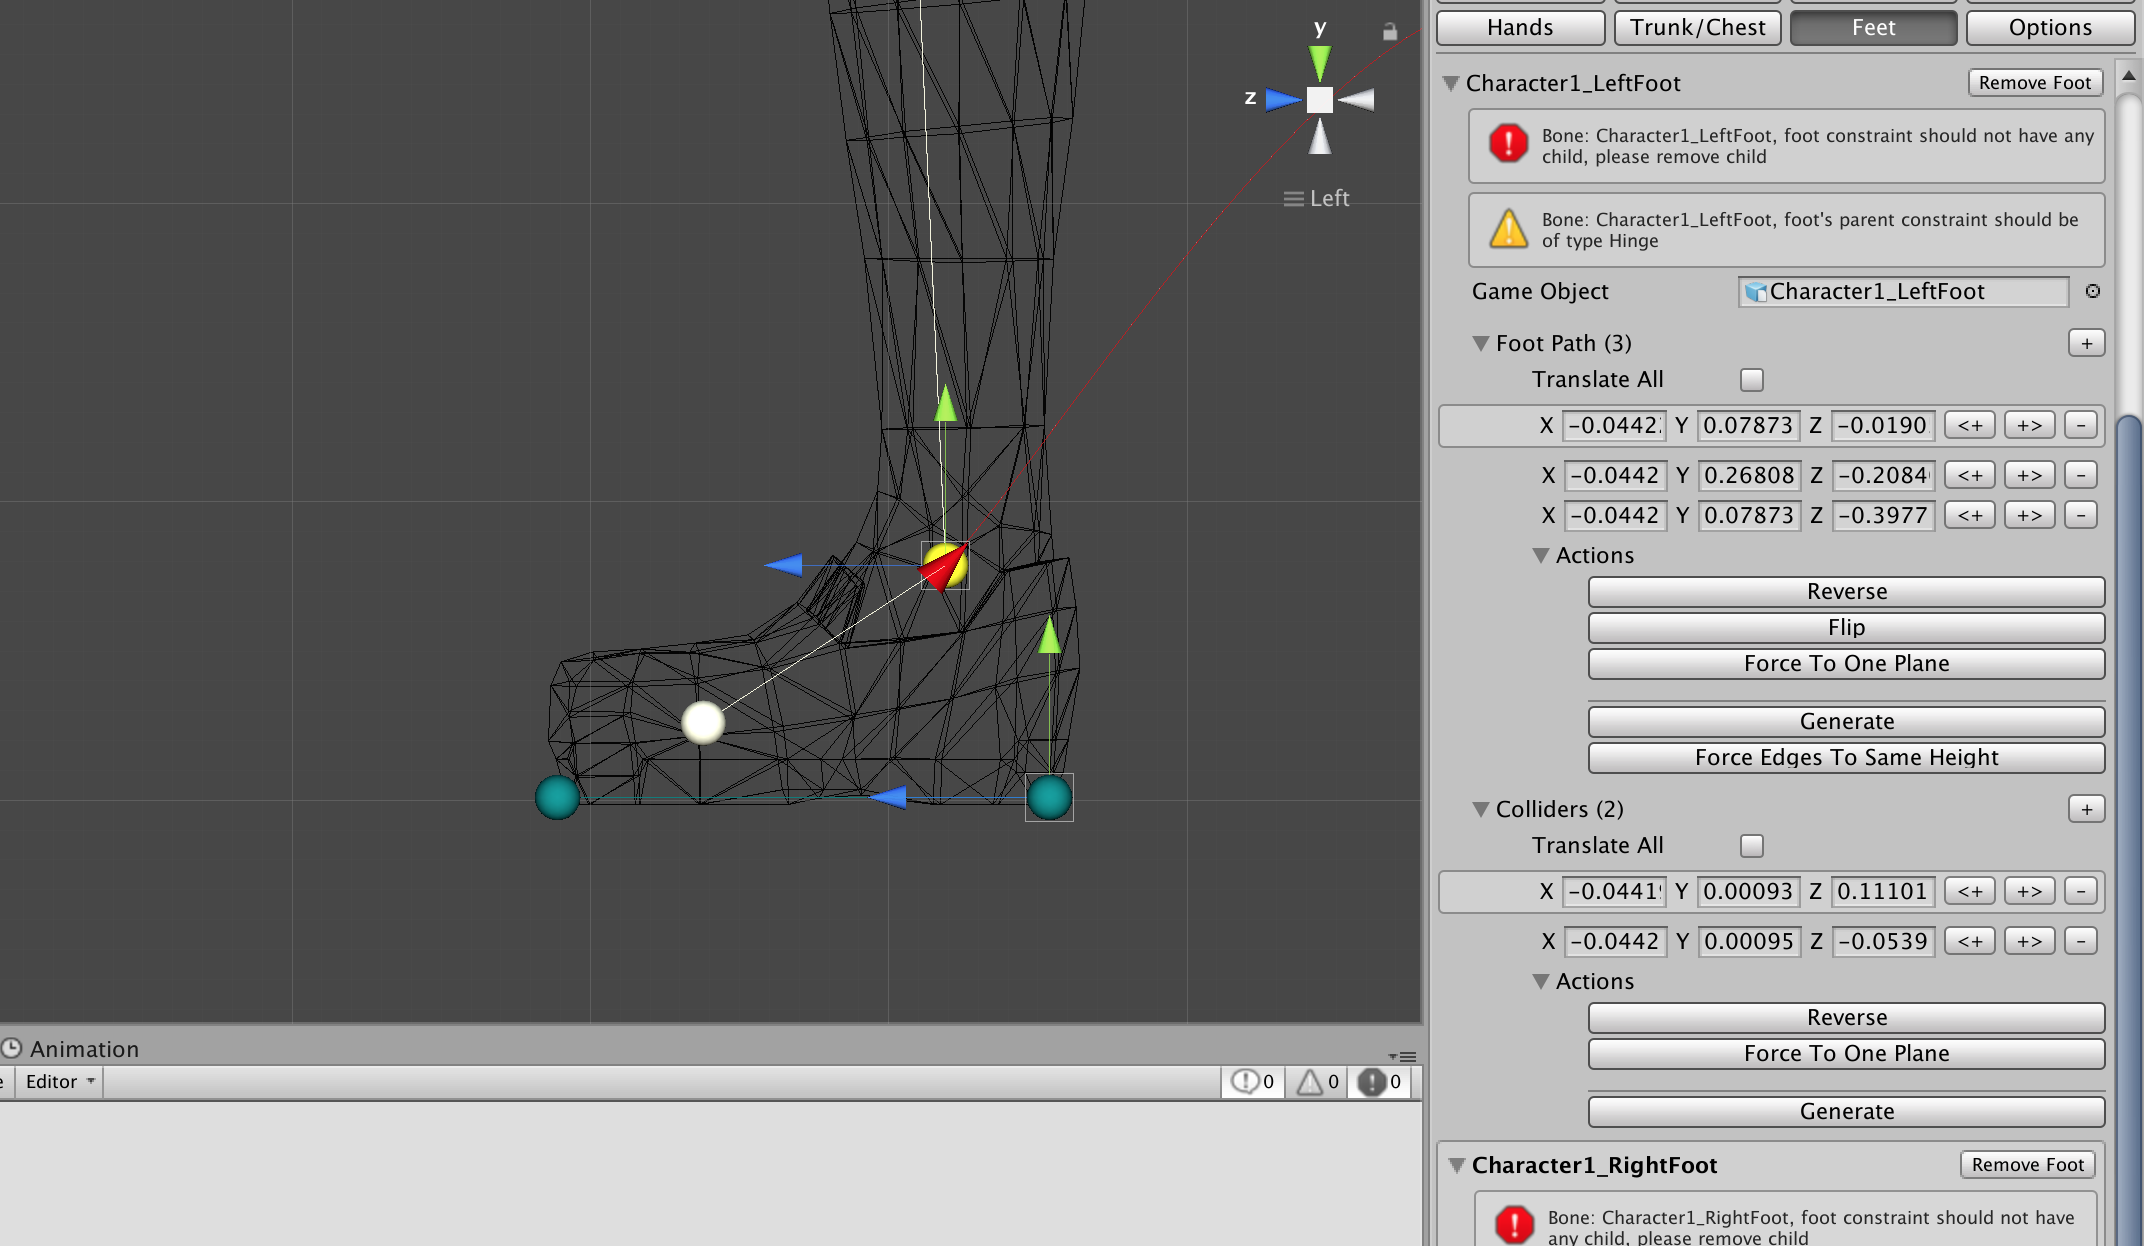 y
z
Left
Animation
Editor
0
0
0
Hands
Trunk/Chest
Feet
Options
Character1_LeftFoot
Remove Foot
Bone: Character1_LeftFoot, foot constraint should not have any
child, please remove child
Bone: Character1_LeftFoot, foot's parent constraint should be
of type Hinge
Game Object
Character1_LeftFoot
Foot Path (3)
+
Translate All
X -0.0442 Y 0.07873 Z -0.0190 <+ +> -
X -0.0442 Y 0.26808 Z -0.2084 <+ +> -
X -0.0442 Y 0.07873 Z -0.3977 <+ +> -
Actions
Reverse
Flip
Force To One Plane
Generate
Force Edges To Same Height
Colliders (2)
+
Translate All
X -0.0441 Y 0.00093 Z 0.11101 <+ +> -
X -0.0442 Y 0.00095 Z -0.0539 <+ +> -
Actions
Reverse
Force To One Plane
Generate
Character1_RightFoot
Remove Foot
Bone: Character1_RightFoot, foot constraint should not have
any child, please remove child